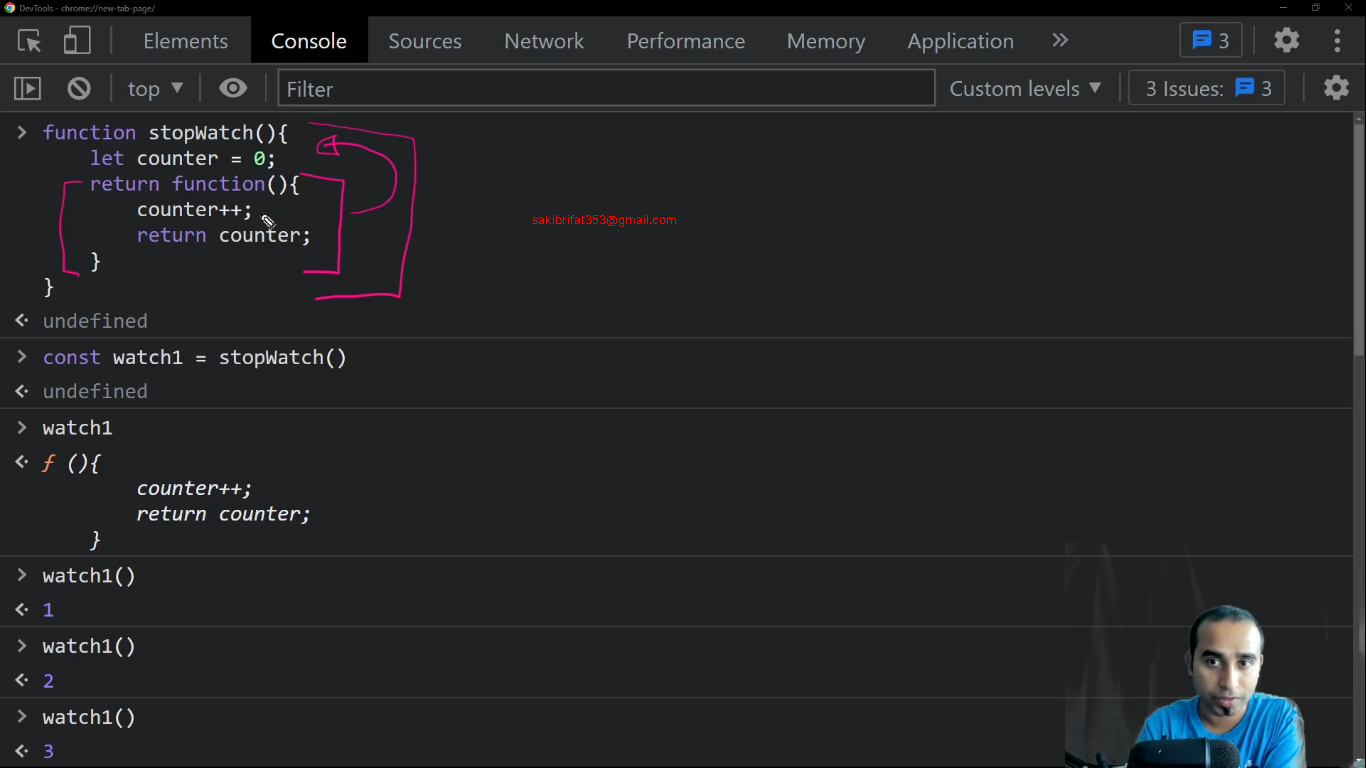 DevTools - chrome://new-tab-page/
Elements Console Sources Network Performance Memory Application 3
top Filter Custom levels 3 Issues: 3
function stopWatch(){
let counter = 0;
return function(){
counter++;
sakibrifat353@gmail.com
return counter;
}
}
undefined
const watch1 = stopWatch()
undefined
watch1
ƒ (){
counter++;
return counter;
}
watch1()
1
watch1()
2
watch1()
3